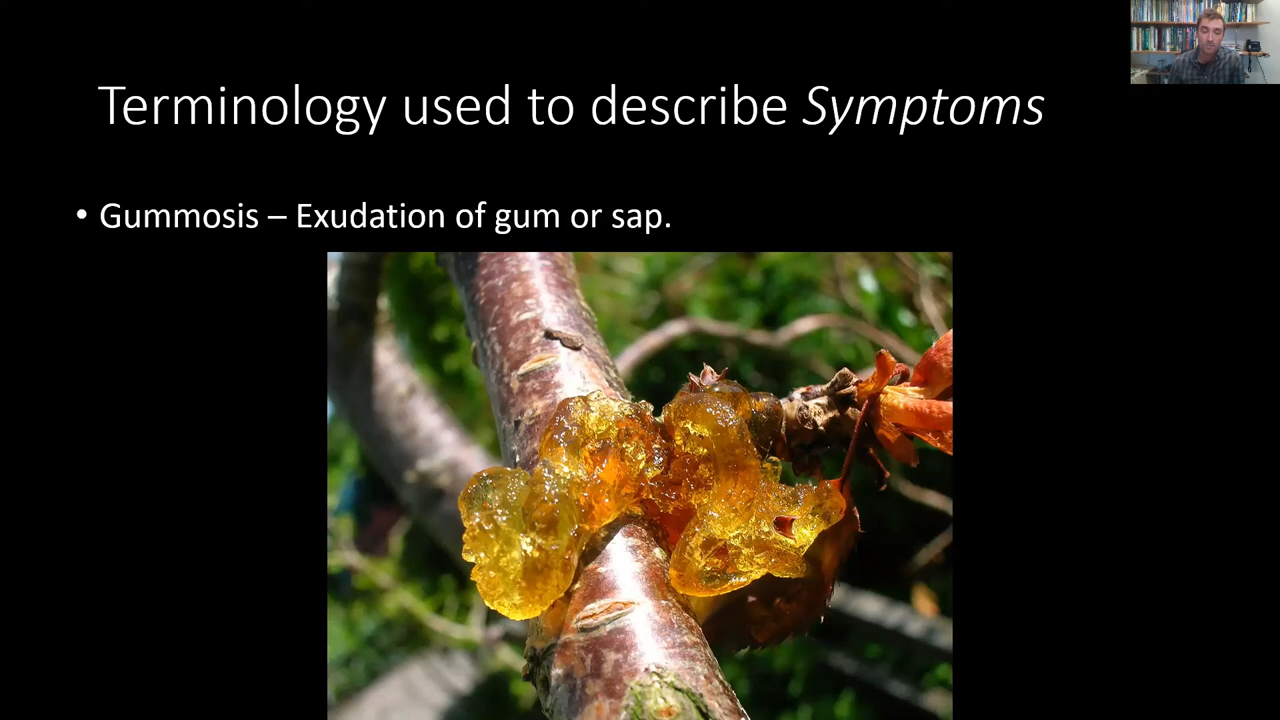 Terminology used to describe Symptoms
• Gummosis – Exudation of gum or sap.